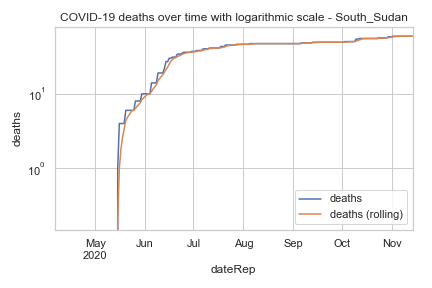 COVID-19 deaths over time with logarithmic scale - South_Sudan
deaths
10¹
10⁰
deaths
deaths (rolling)
May Jun Jul Aug Sep Oct Nov
2020
dateRep